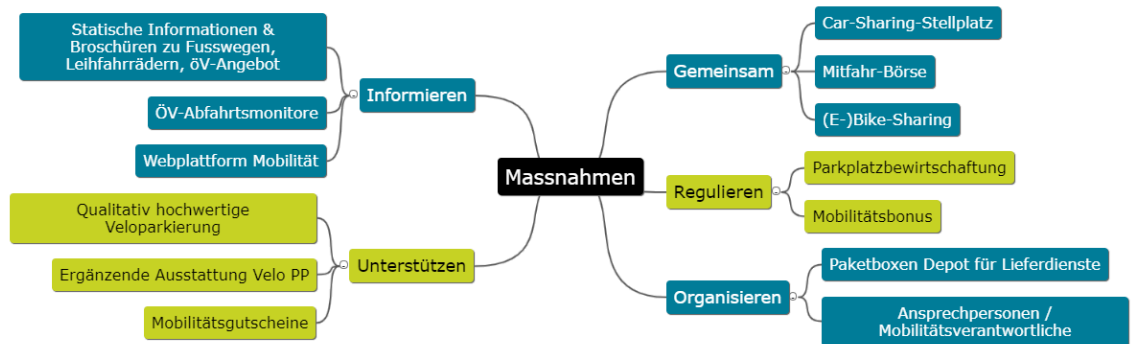 Statische Informationen &
Broschüren zu Fusswegen,
Leihfahrrädern, öV-Angebot
ÖV-Abfahrtsmonitore
Webplattform Mobilität
Informieren
Qualitativ hochwertige
Veloparkierung
Ergänzende Ausstattung Velo PP
Mobilitätsgutscheine
Unterstützen
Massnahmen
Gemeinsam
Car-Sharing-Stellplatz
Mitfahr-Börse
(E-)Bike-Sharing
Regulieren
Parkplatzbewirtschaftung
Mobilitätsbonus
Organisieren
Paketboxen Depot für Lieferdienste
Ansprechpersonen /
Mobilitätsverantwortliche